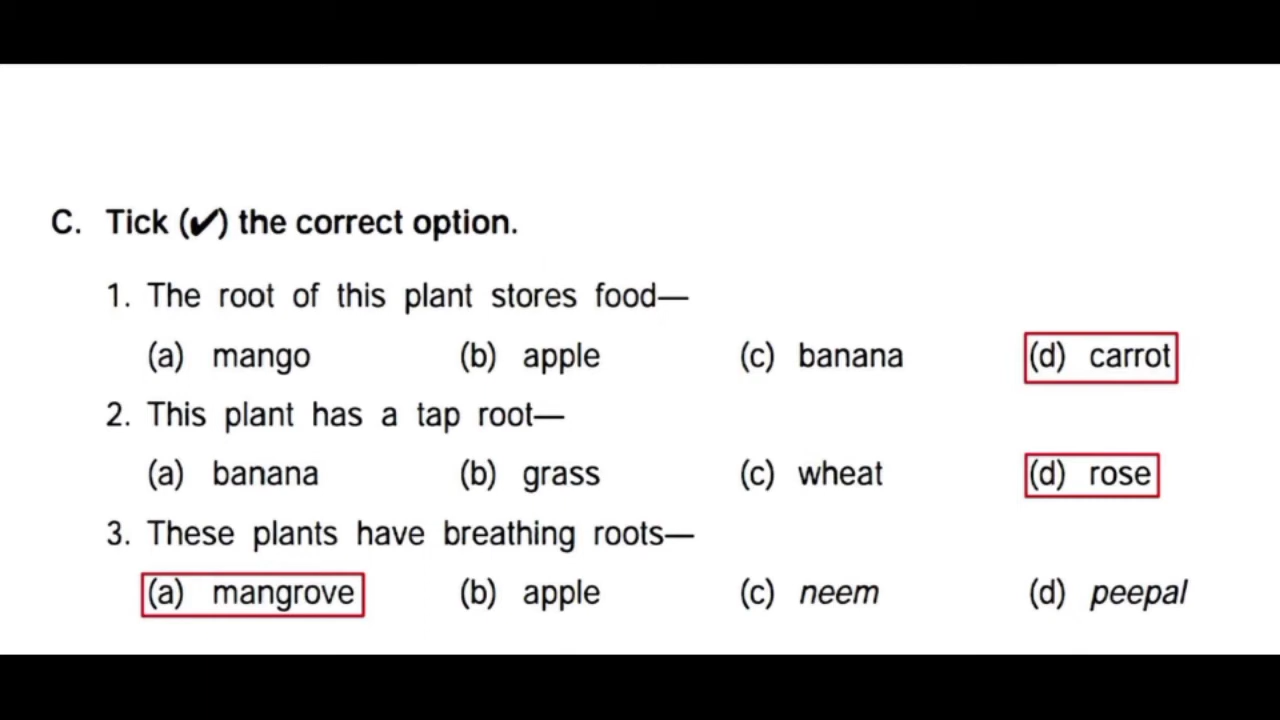 C. Tick (✔) the correct option.
1. The root of this plant stores food—
(a) mango (b) apple (c) banana (d) carrot
2. This plant has a tap root—
(a) banana (b) grass (c) wheat (d) rose
3. These plants have breathing roots—
(a) mangrove (b) apple (c) neem (d) peepal